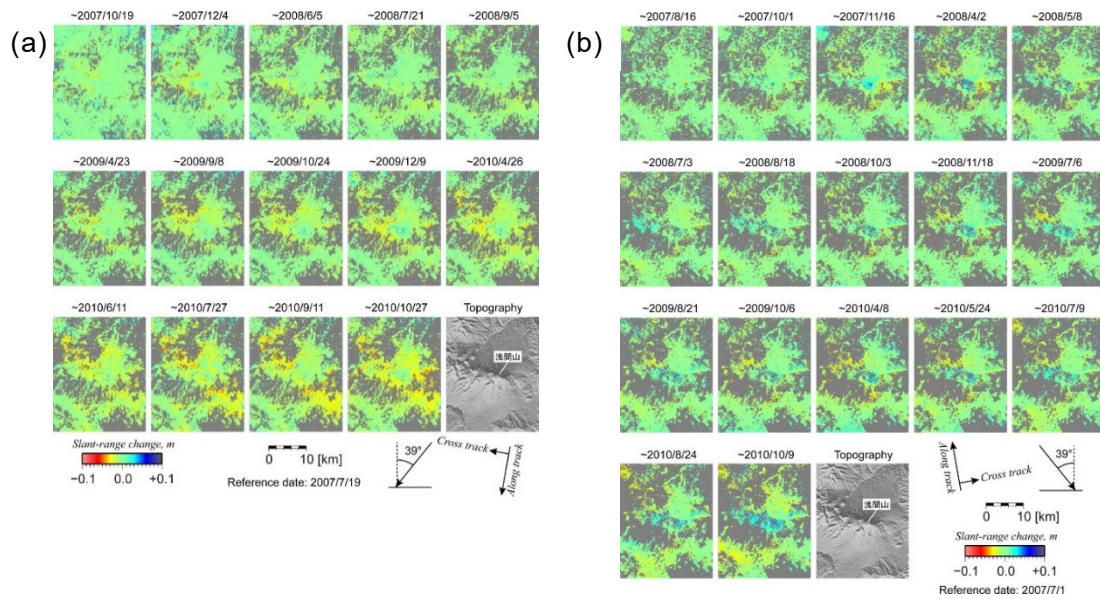 (a)
~2007/10/19 ~2007/12/4 ~2008/6/5 ~2008/7/21 ~2008/9/5
~2009/4/23 ~2009/9/8 ~2009/10/24 ~2009/12/9 ~2010/4/26
~2010/6/11 ~2010/7/27 ~2010/9/11 ~2010/10/27 Topography
浅間山
Slant-range change, m
−0.1 0.0 +0.1
0 10 [km]
Reference date: 2007/7/19
39°
Cross track
Along track
(b)
~2007/8/16 ~2007/10/1 ~2007/11/16 ~2008/4/2 ~2008/5/8
~2008/7/3 ~2008/8/18 ~2008/10/3 ~2008/11/18 ~2009/7/6
~2009/8/21 ~2009/10/6 ~2010/4/8 ~2010/5/24 ~2010/7/9
~2010/8/24 ~2010/10/9 Topography
浅間山
Along track
Cross track
39°
0 10 [km]
Slant-range change, m
−0.1 0.0 +0.1
Reference date: 2007/7/1